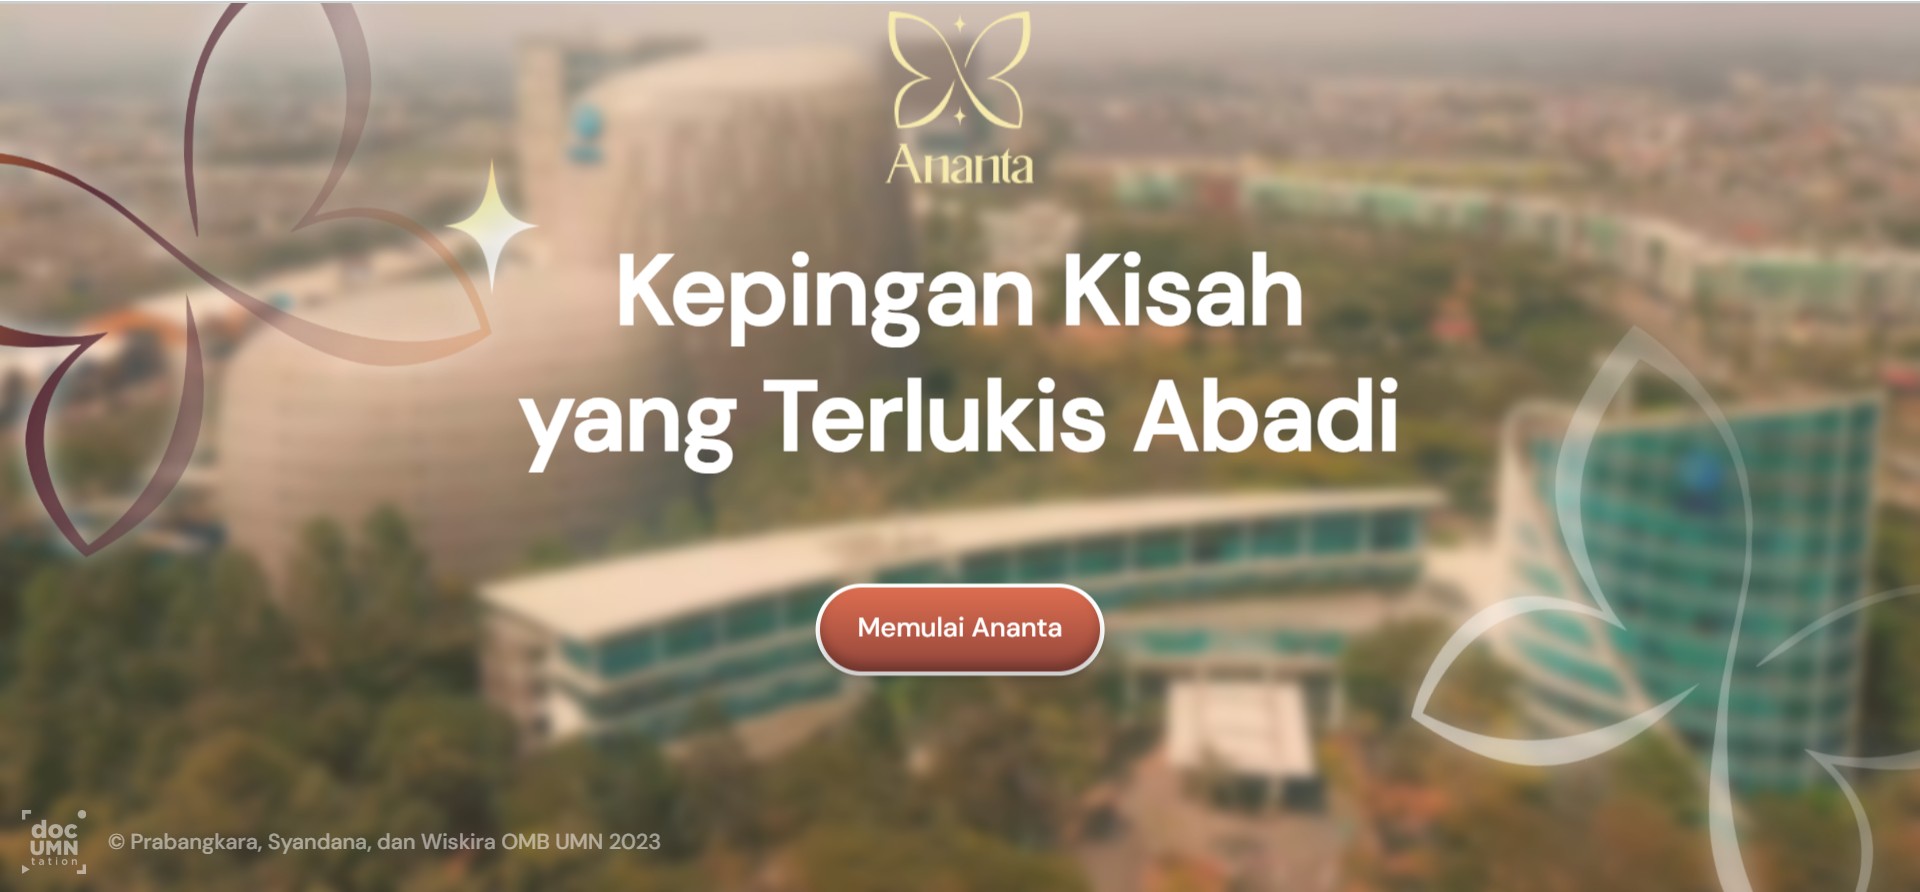 Ananta
Kepingan Kisah
yang Terlukis Abadi
Memulai Ananta
doc
UMN
tation
© Prabangkara, Syandana, dan Wiskira OMB UMN 2023